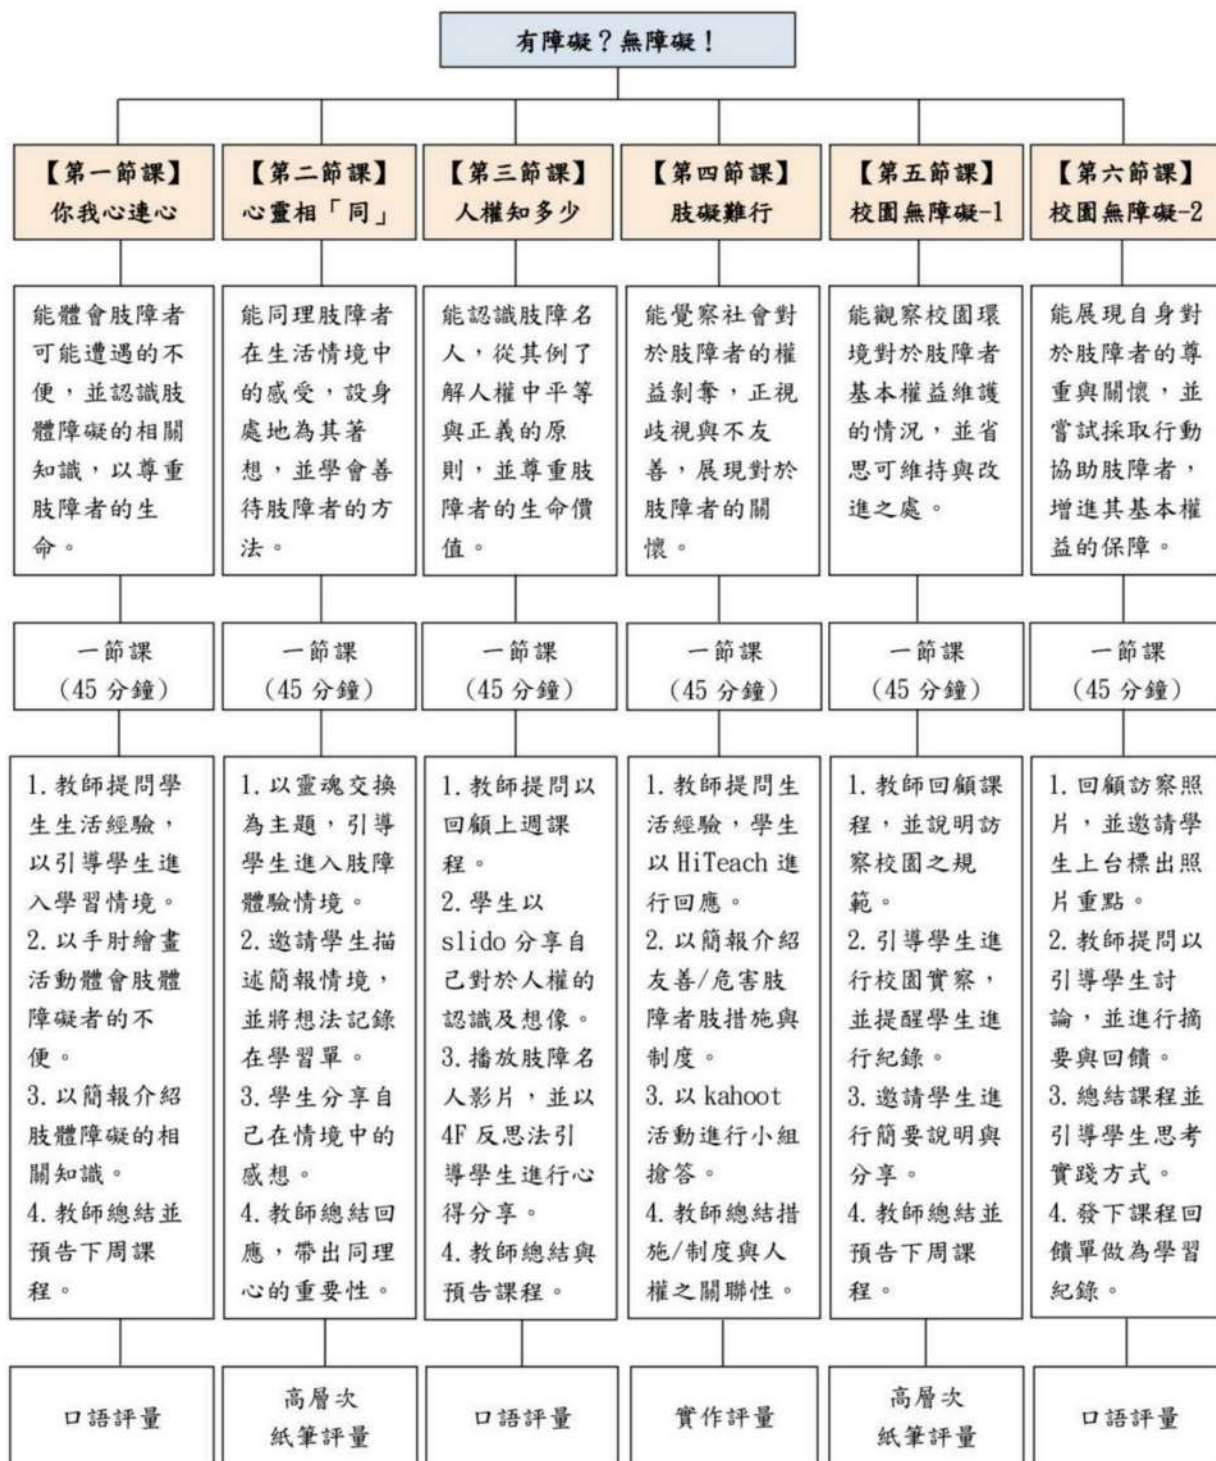 有障礙？無障礙！
【第一節課】
你我心連心
【第二節課】
心靈相「同」
【第三節課】
人權知多少
【第四節課】
肢礙難行
【第五節課】
校園無障礙-1
【第六節課】
校園無障礙-2
能體會肢障者
可能遭遇的不
便，並認識肢
體障礙的相關
知識，以尊重
肢障者的生
命。
能同理肢障者
在生活情境中
的感受，設身
處地為其著
想，並學會善
待肢障者的方
法。
能認識肢障名
人，從其例了
解人權中平等
與正義的原
則，並尊重肢
障者的生命價
值。
能覺察社會對
於肢障者的權
益剝奪，正視
歧視與不友
善，展現對於
肢障者的關
懷。
能觀察校園環
境對於肢障者
基本權益維護
的情況，並省
思可維持與改
進之處。
能展現自身對
於肢障者的尊
重與關懷，並
嘗試採取行動
協助肢障者，
增進其基本權
益的保障。
一節課
（45 分鐘）
一節課
（45 分鐘）
一節課
（45 分鐘）
一節課
（45 分鐘）
一節課
（45 分鐘）
一節課
（45 分鐘）
1. 教師提問學
生生活經驗，
以引導學生進
入學習情境。
2. 以手肘繪畫
活動體會肢體
障礙者的不
便。
3. 以簡報介紹
肢體障礙的相
關知識。
4. 教師總結並
預告下周課
程。
1. 以靈魂交換
為主題，引導
學生進入肢障
體驗情境。
2. 邀請學生描
述簡報情境，
並將想法記錄
在學習單。
3. 學生分享自
己在情境中的
感想。
4. 教師總結回
應，帶出同理
心的重要性。
1. 教師提問以
回顧上週課
程。
2. 學生以
slido 分享自
己對於人權的
認識及想像。
3. 播放肢障名
人影片，並以
4F 反思法引
導學生進行心
得分享。
4. 教師總結與
預告課程。
1. 教師提問生
活經驗，學生
以 HiTeach 進
行回應。
2. 以簡報介紹
友善/危害肢
障者肢措施與
制度。
3. 以 kahoot
活動進行小組
搶答。
4. 教師總結措
施/制度與人
權之關聯性。
1. 教師回顧課
程，並說明訪
察校園之規
範。
2. 引導學生進
行校園實察，
並提醒學生進
行紀錄。
3. 邀請學生進
行簡要說明與
分享。
4. 教師總結並
預告下周課
程。
1. 回顧訪察照
片，並邀請學
生上台標出照
片重點。
2. 教師提問以
引導學生討
論，並進行摘
要與回饋。
3. 總結課程並
引導學生思考
實踐方式。
4. 發下課程回
饋單做為學習
紀錄。
口語評量
高層次
紙筆評量
口語評量
實作評量
高層次
紙筆評量
口語評量